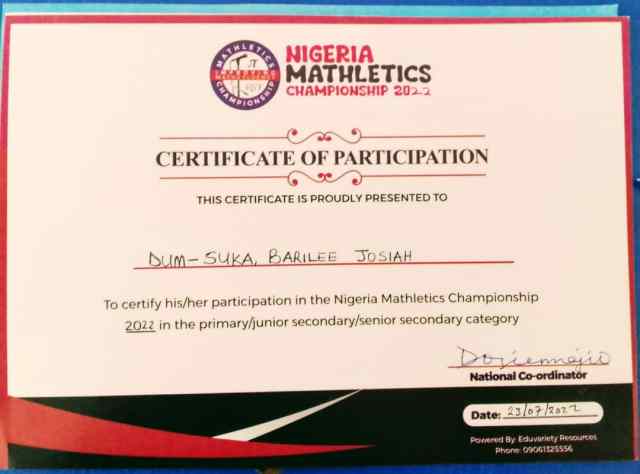 MATHLETICS
CHAMPIONSHIP
NIGERIA
MATHLETICS
CHAMPIONSHIP 2022
CERTIFICATE OF PARTICIPATION
THIS CERTIFICATE IS PROUDLY PRESENTED TO
DUM-SUKA, BARILEE JOSIAH
To certify his/her participation in the Nigeria Mathletics Championship
2022 in the primary/junior secondary/senior secondary category
National Co-ordinator
Date: 23/07/2022
Powered By: Eduvariety Resources
Phone: 09061325556